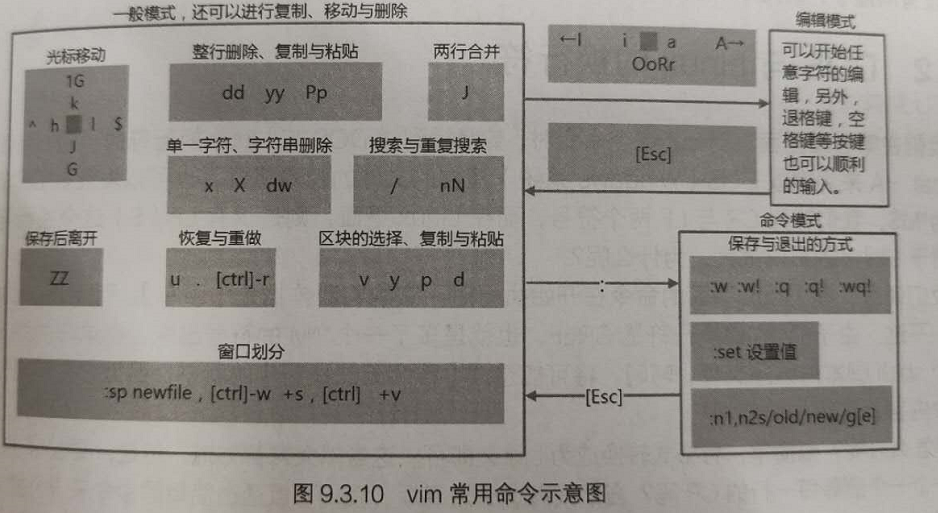 一般模式，还可以进行复制、移动与删除
光标移动
1G
k
^ h l $
J
G
整行删除、复制与粘贴
dd yy Pp
两行合并
J
单一字符、字符串删除
x X dw
搜索与重复搜索
/ nN
保存后离开
ZZ
恢复与重做
u . [ctrl]-r
区块的选择、复制与粘贴
v y p d
窗口划分
:sp newfile , [ctrl]-w +s , [ctrl] +v
←I i a A→
OoRr
[Esc]
编辑模式
可以开始任
意字符的编
辑，另外，
退格键，空
格键等按键
也可以顺利
的输入。
:
[Esc]
命令模式
保存与退出的方式
:w :w! :q :q! :wq!
:set 设置值
:n1,n2s/old/new/g[e]
图 9.3.10 vim 常用命令示意图